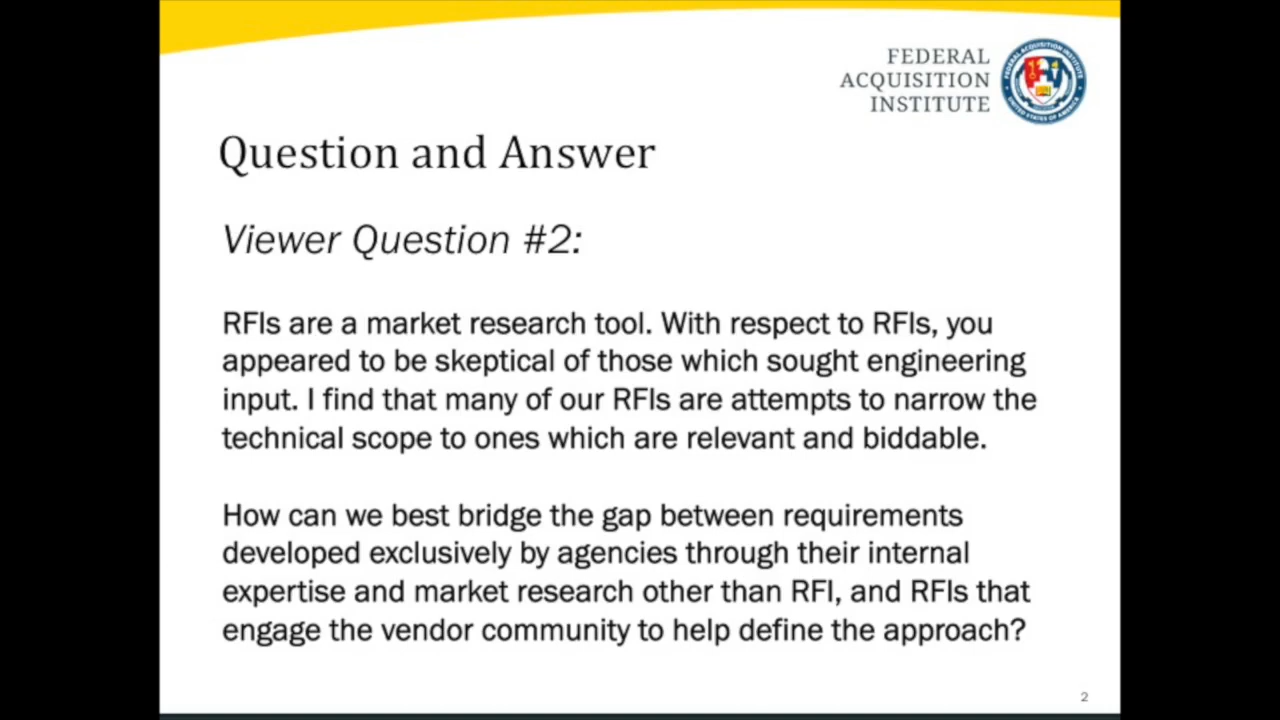 FEDERAL
ACQUISITION
INSTITUTE
Question and Answer
Viewer Question #2:
RFIs are a market research tool. With respect to RFIs, you
appeared to be skeptical of those which sought engineering
input. I find that many of our RFIs are attempts to narrow the
technical scope to ones which are relevant and biddable.
How can we best bridge the gap between requirements
developed exclusively by agencies through their internal
expertise and market research other than RFI, and RFIs that
engage the vendor community to help define the approach?
2